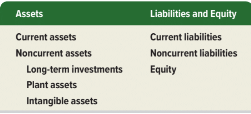 Assets Liabilities and Equity
Current assets Current liabilities
Noncurrent assets Noncurrent liabilities
Long-term investments Equity
Plant assets
Intangible assets